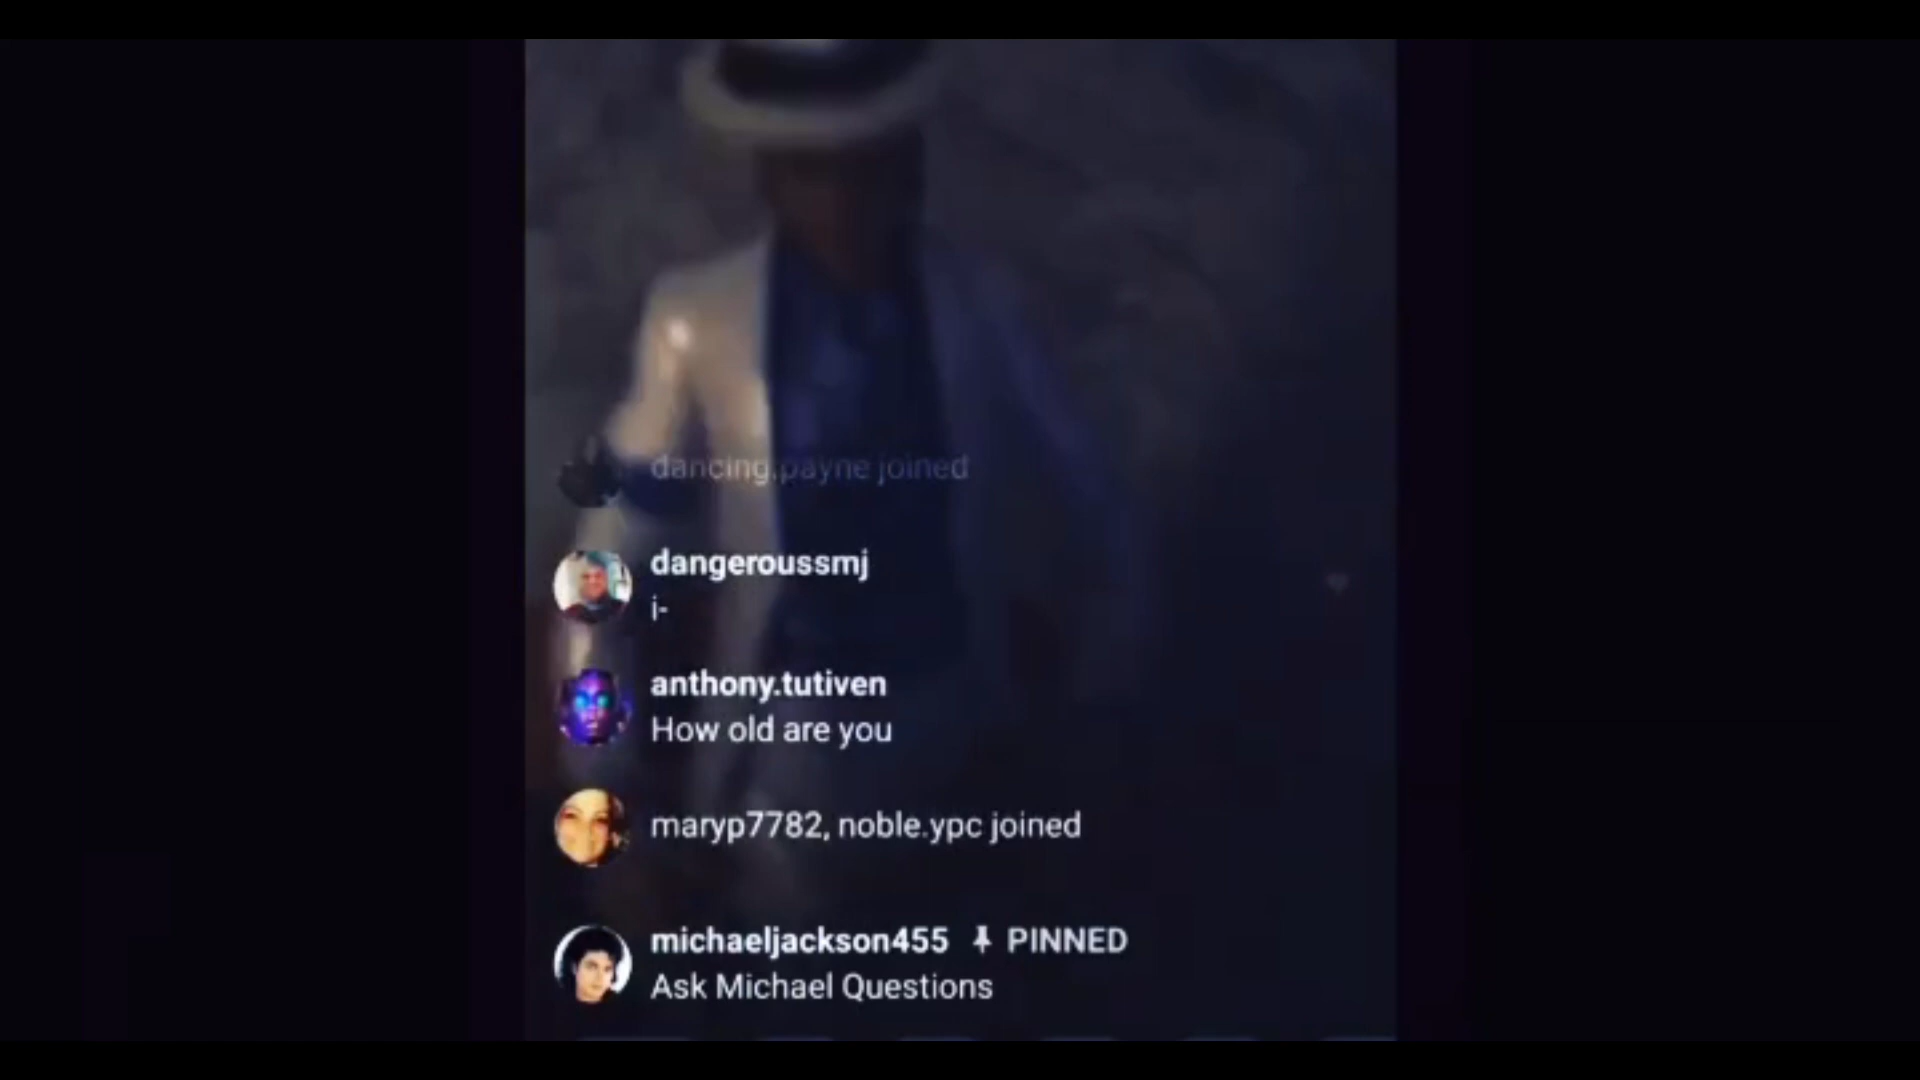 dancing.payne joined
dangeroussmj
i-
anthony.tutiven
How old are you
maryp7782, noble.ypc joined
michaeljackson455 PINNED
Ask Michael Questions